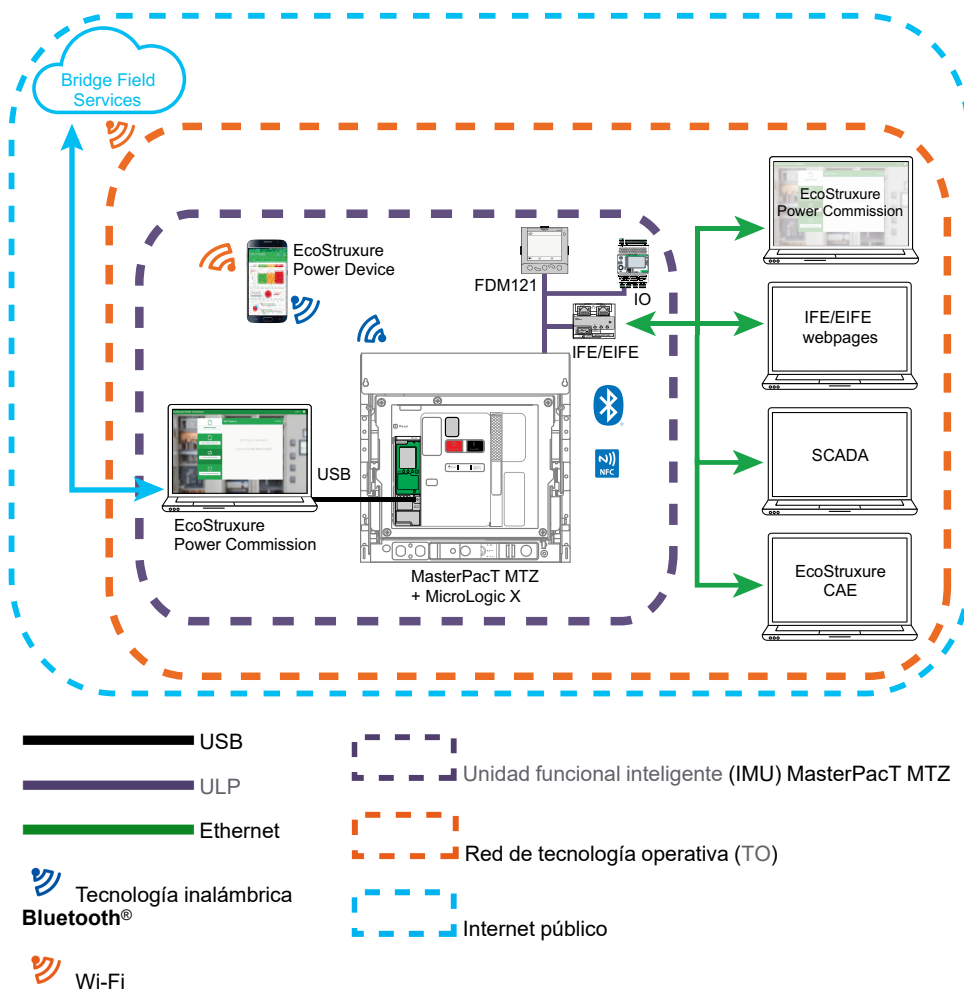 Bridge Field
Services
EcoStruxure
Power Commission
EcoStruxure
Power Device
FDM121
IO
IFE/EIFE
IFE/EIFE
webpages
NFC
USB
SCADA
EcoStruxure
Power Commission
MasterPacT MTZ
+ MicroLogic X
EcoStruxure
CAE
USB
ULP
Ethernet
Tecnología inalámbrica
Bluetooth®
Wi-Fi
Unidad funcional inteligente (IMU) MasterPacT MTZ
Red de tecnología operativa (TO)
Internet público